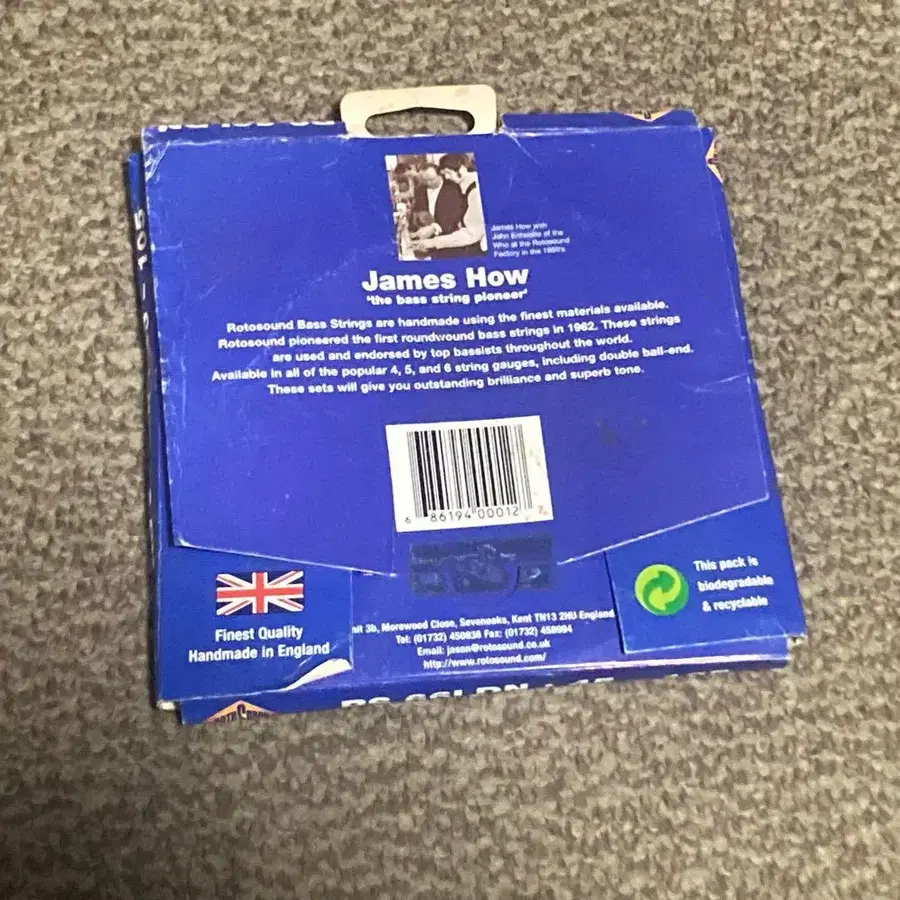 James How with
John Entwistle of the
Who at the Rotosound
Factory in the 1960's
James How
'the bass string pioneer'
Rotosound Bass Strings are handmade using the finest materials available.
Rotosound pioneered the first roundwound bass strings in 1962. These strings
are used and endorsed by top bassists throughout the world.
Available in all of the popular 4, 5, and 6 string gauges, including double ball-end.
These sets will give you outstanding brilliance and superb tone.
6 86194 00012 7
Finest Quality
Handmade in England
nit 3b, Morewood Close, Sevenoaks, Kent TN13 2HU England
Tel: (01732) 450838 Fax: (01732) 458994
Email: jason@rotosound.co.uk
http://www.rotosound.com/
This pack is
biodegradable
& recyclable
105